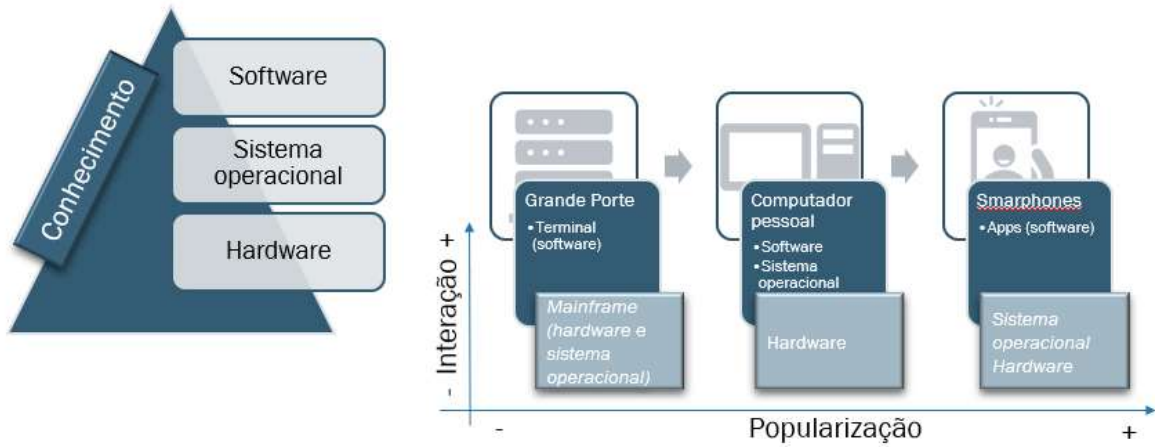 Conhecimento
Software
Sistema
operacional
Hardware
- Interação +
Grande Porte
•Terminal
(software)
Mainframe
(hardware e
sistema
operacional)
Computador
pessoal
•Software
•Sistema
operacional
Hardware
Smarphones
•Apps (software)
Sistema
operacional
Hardware
- Popularização +